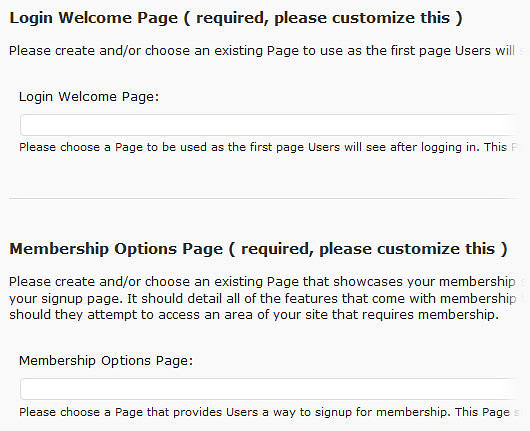 Login Welcome Page ( required, please customize this )
Please create and/or choose an existing Page to use as the first page Users will
Login Welcome Page:
Please choose a Page to be used as the first page Users will see after logging in. This
Membership Options Page ( required, please customize this )
Please create and/or choose an existing Page that showcases your membership
your signup page. It should detail all of the features that come with membership
should they attempt to access an area of your site that requires membership.
Membership Options Page:
Please choose a Page that provides Users a way to signup for membership. This Page